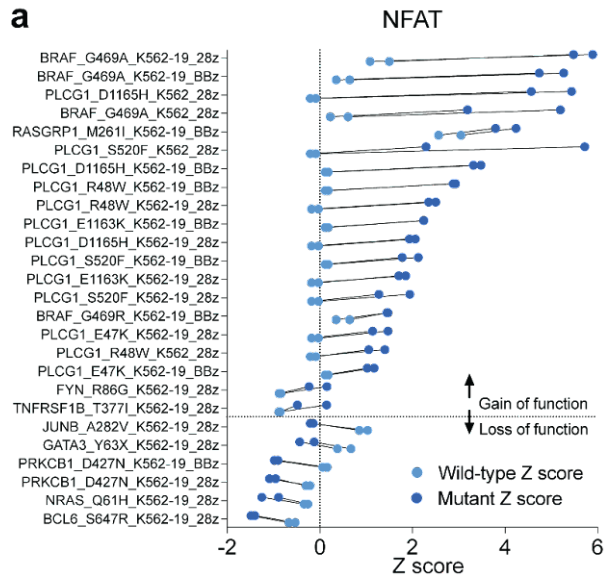 a
NFAT
BRAF_G469A_K562-19_28z
BRAF_G469A_K562-19_BBz
PLCG1_D1165H_K562_28z
BRAF_G469A_K562_28z
RASGRP1_M261I_K562-19_BBz
PLCG1_S520F_K562_28z
PLCG1_D1165H_K562-19_BBz
PLCG1_R48W_K562-19_BBz
PLCG1_R48W_K562-19_28z
PLCG1_E1163K_K562-19_BBz
PLCG1_D1165H_K562-19_28z
PLCG1_S520F_K562-19_BBz
PLCG1_E1163K_K562-19_28z
PLCG1_S520F_K562-19_28z
BRAF_G469R_K562-19_BBz
PLCG1_E47K_K562-19_28z
PLCG1_R48W_K562_28z
PLCG1_E47K_K562-19_BBz
FYN_R86G_K562-19_28z
TNFRSF1B_T377I_K562-19_28z
Gain of function
JUNB_A282V_K562-19_28z
Loss of function
GATA3_Y63X_K562-19_28z
PRKCB1_D427N_K562-19_BBz
Wild-type Z score
PRKCB1_D427N_K562-19_28z
Mutant Z score
NRAS_Q61H_K562-19_28z
BCL6_S647R_K562-19_28z
-2 0 2 4 6
Z score